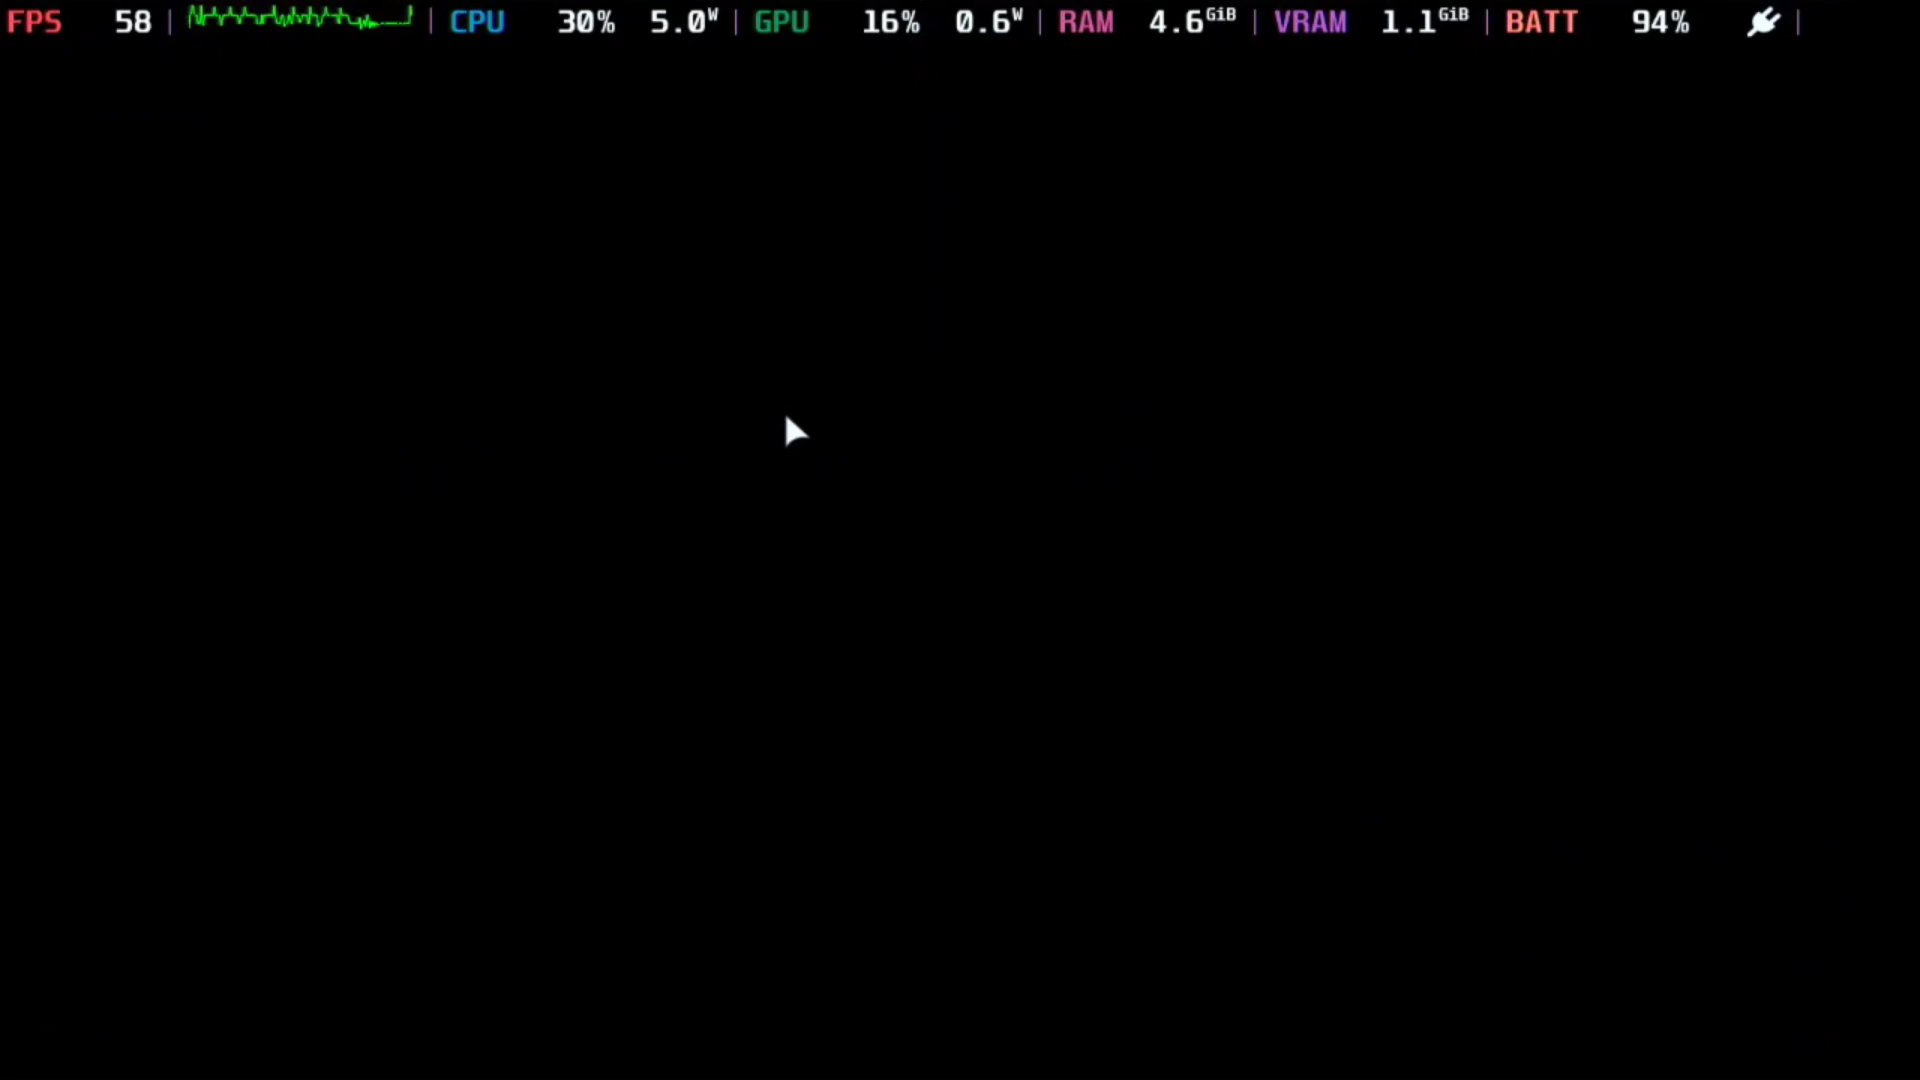 FPS 58 | | CPU 30% 5.0W | GPU 16% 0.6W | RAM 4.6GiB | VRAM 1.1GiB | BATT 94% |